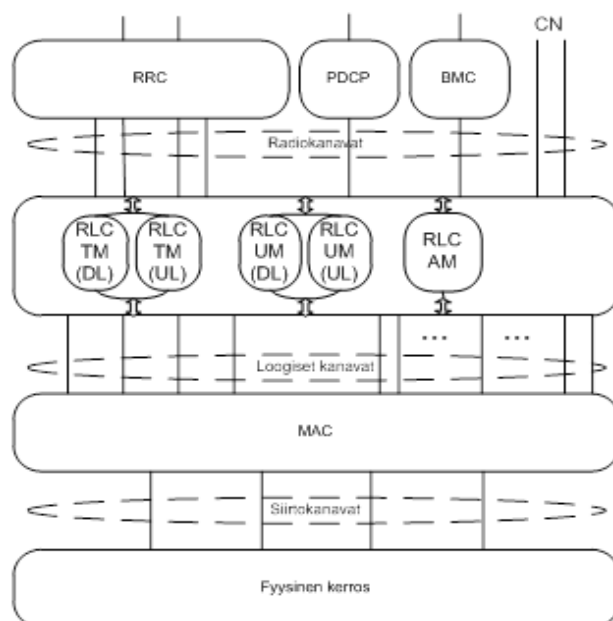 CN
RRC
PDCP
BMC
Radiokanavat
RLC
TM
(DL)
RLC
TM
(UL)
RLC
UM
(DL)
RLC
UM
(UL)
RLC
AM
...
...
Loogiset kanavat
MAC
Siirtokanavat
Fyysinen kerros